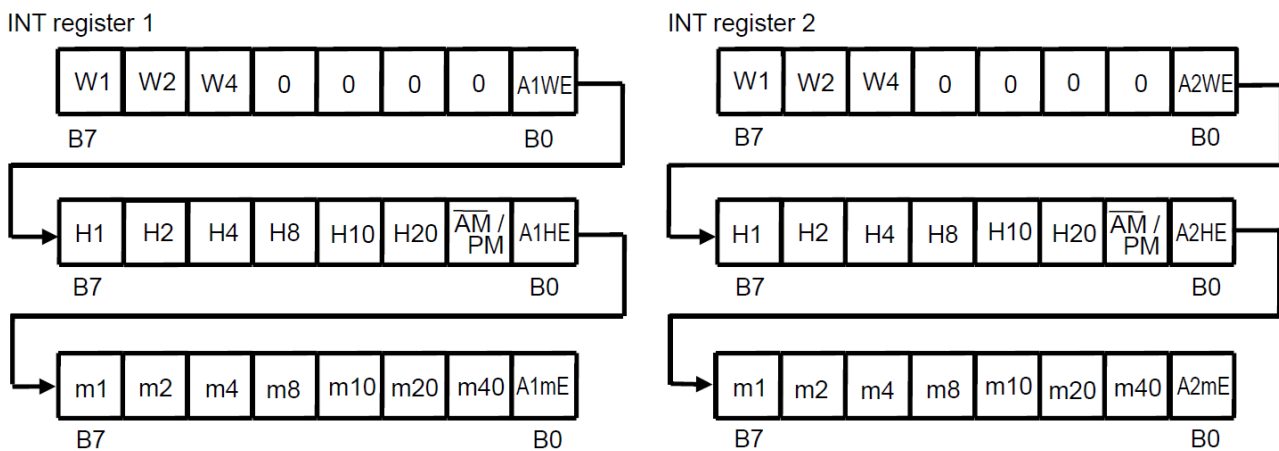 INT register 1
W1 W2 W4 0 0 0 0 A1WE
B7 B0
H1 H2 H4 H8 H10 H20 A̅M̅ / PM A1HE
B7 B0
m1 m2 m4 m8 m10 m20 m40 A1mE
B7 B0
INT register 2
W1 W2 W4 0 0 0 0 A2WE
B7 B0
H1 H2 H4 H8 H10 H20 A̅M̅ / PM A2HE
B7 B0
m1 m2 m4 m8 m10 m20 m40 A2mE
B7 B0